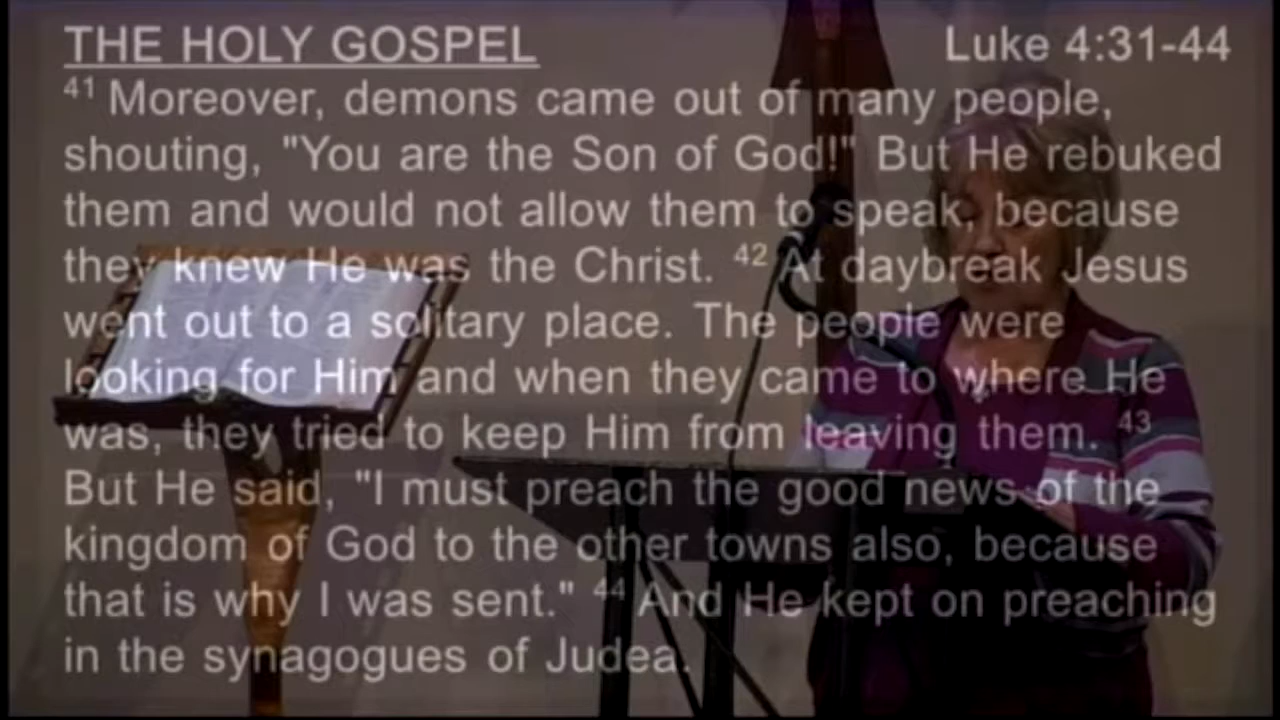 THE HOLY GOSPEL Luke 4:31-44
41 Moreover, demons came out of many people,
shouting, "You are the Son of God!" But He rebuked
them and would not allow them to speak, because
they knew He was the Christ. 42 At daybreak Jesus
went out to a solitary place. The people were
looking for Him and when they came to where He
was, they tried to keep Him from leaving them. 43
But He said, "I must preach the good news of the
kingdom of God to the other towns also, because
that is why I was sent." 44 And He kept on preaching
in the synagogues of Judea.